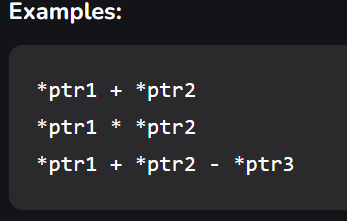 Examples:
*ptr1 + *ptr2
*ptr1 * *ptr2
*ptr1 + *ptr2 - *ptr3